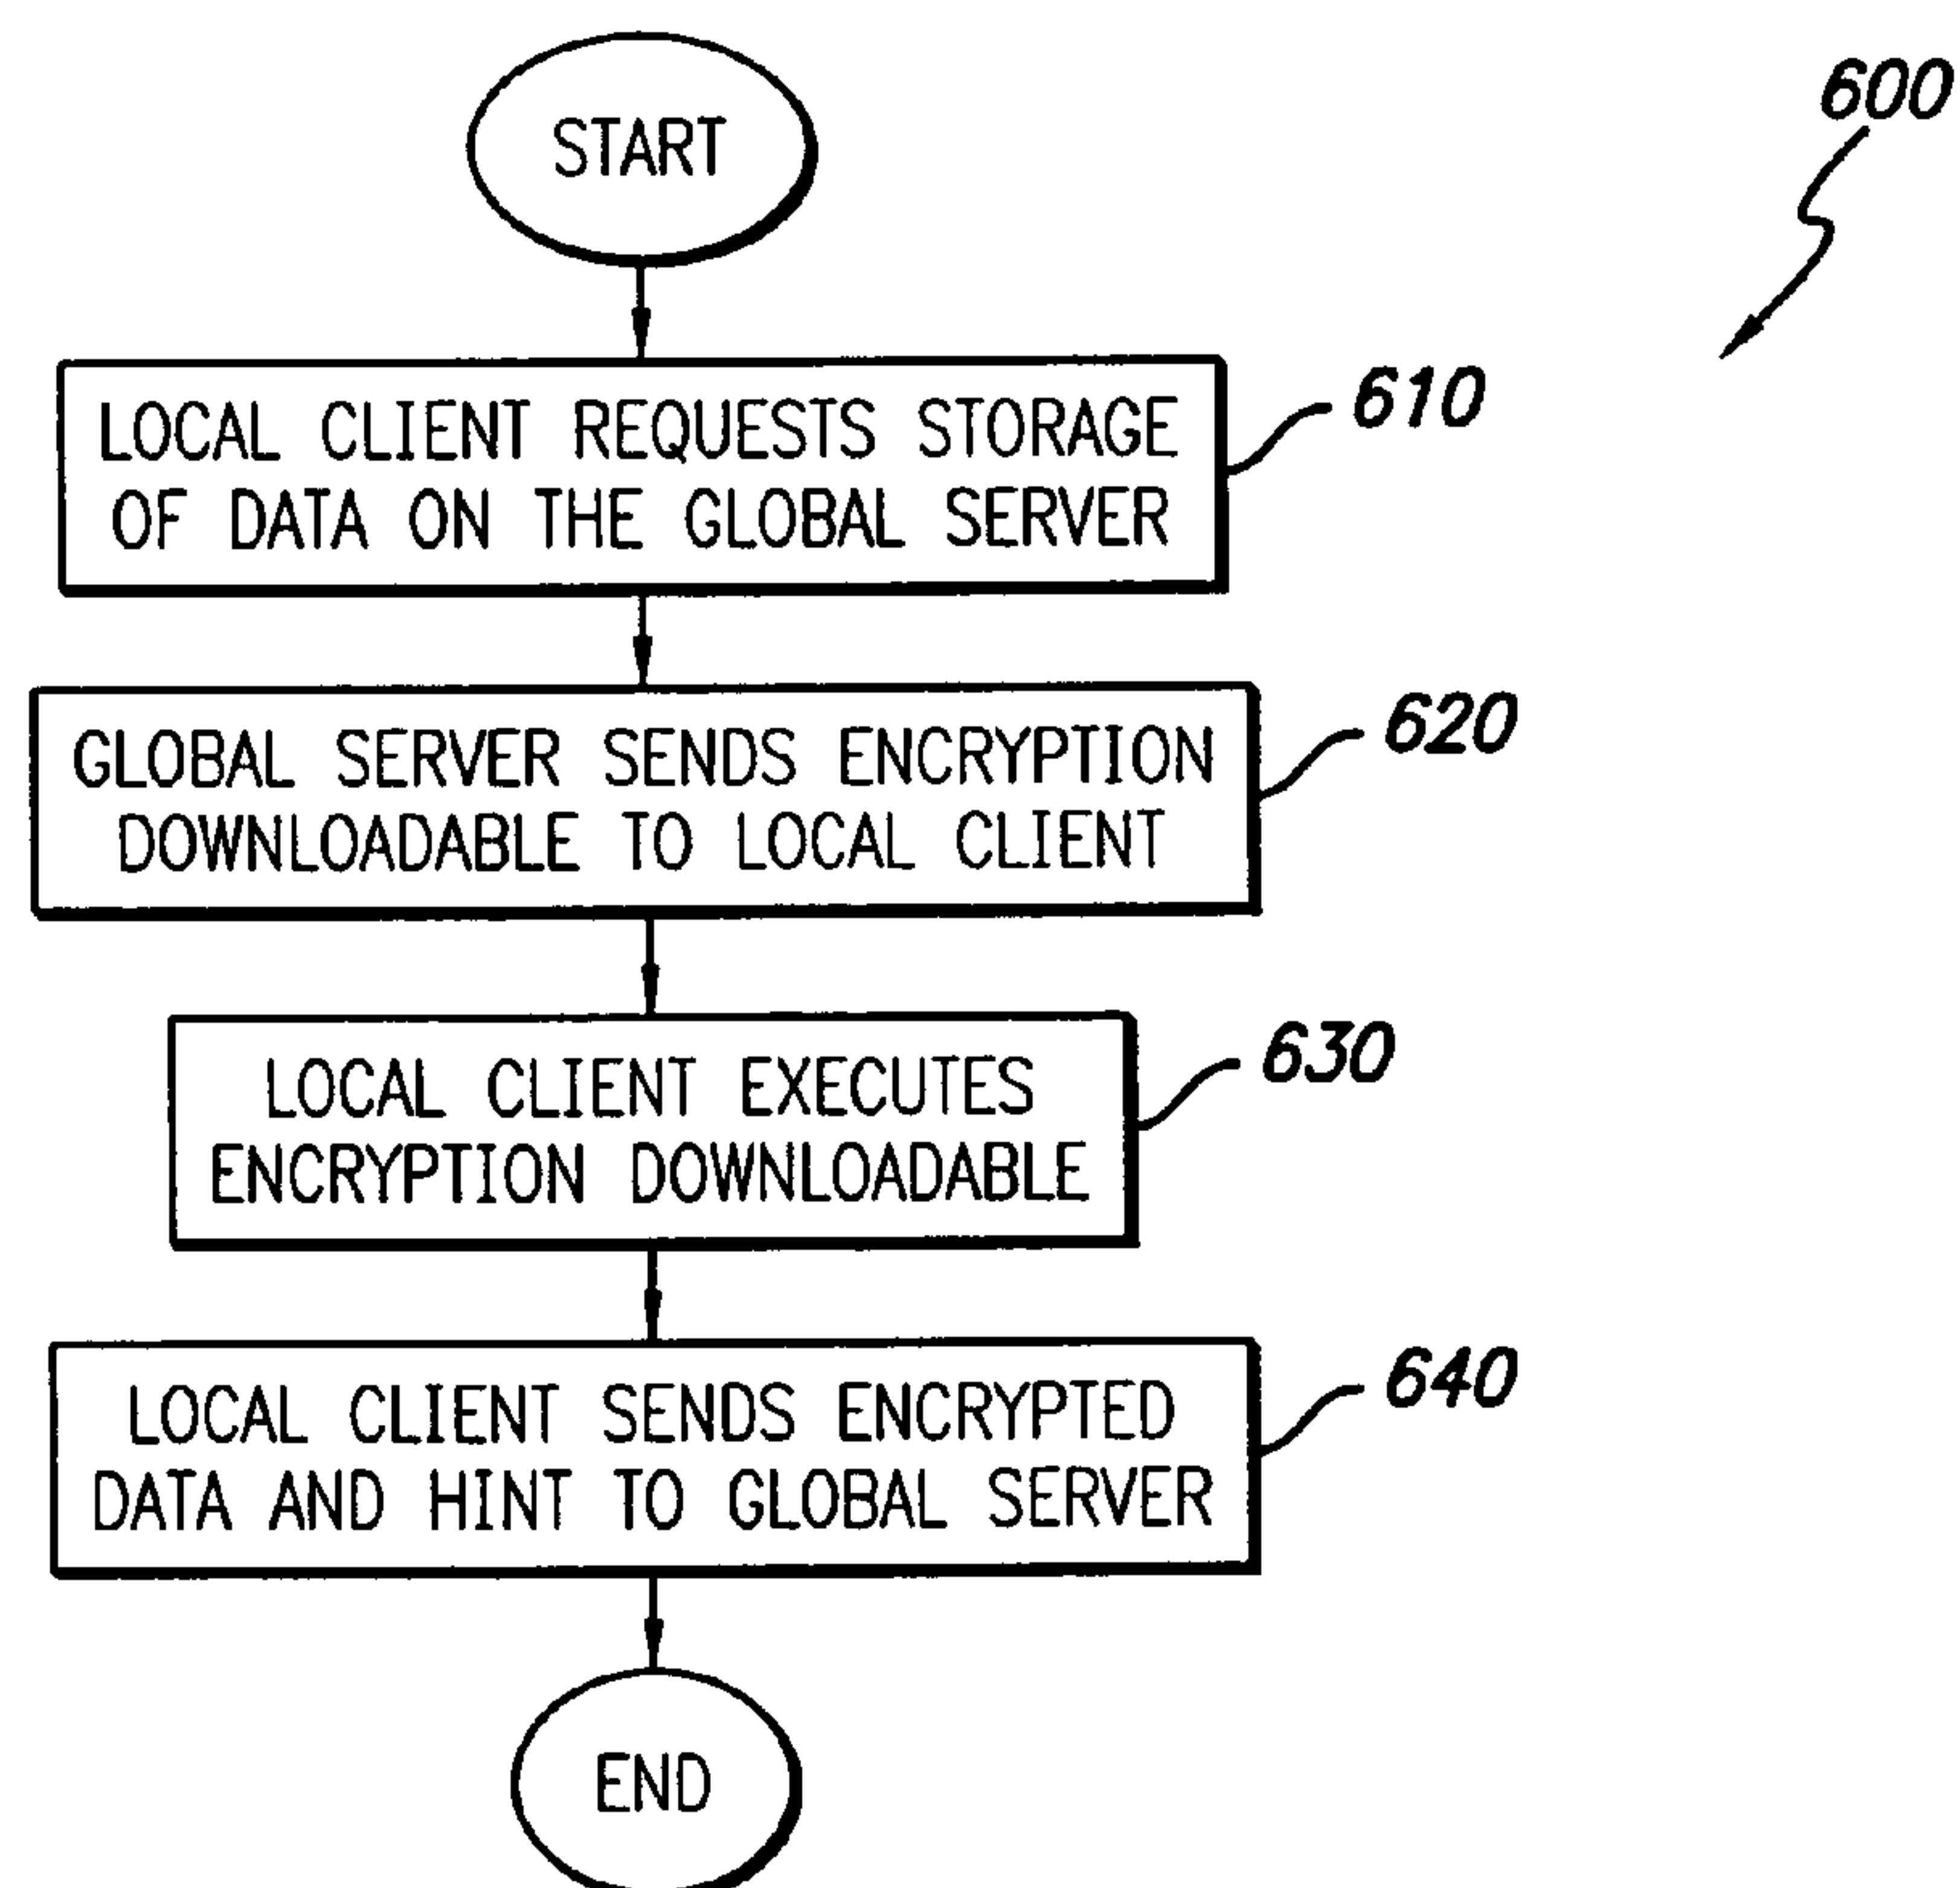 START
600
LOCAL CLIENT REQUESTS STORAGE
OF DATA ON THE GLOBAL SERVER
610
GLOBAL SERVER SENDS ENCRYPTION
DOWNLOADABLE TO LOCAL CLIENT
620
LOCAL CLIENT EXECUTES
ENCRYPTION DOWNLOADABLE
630
LOCAL CLIENT SENDS ENCRYPTED
DATA AND HINT TO GLOBAL SERVER
640
END